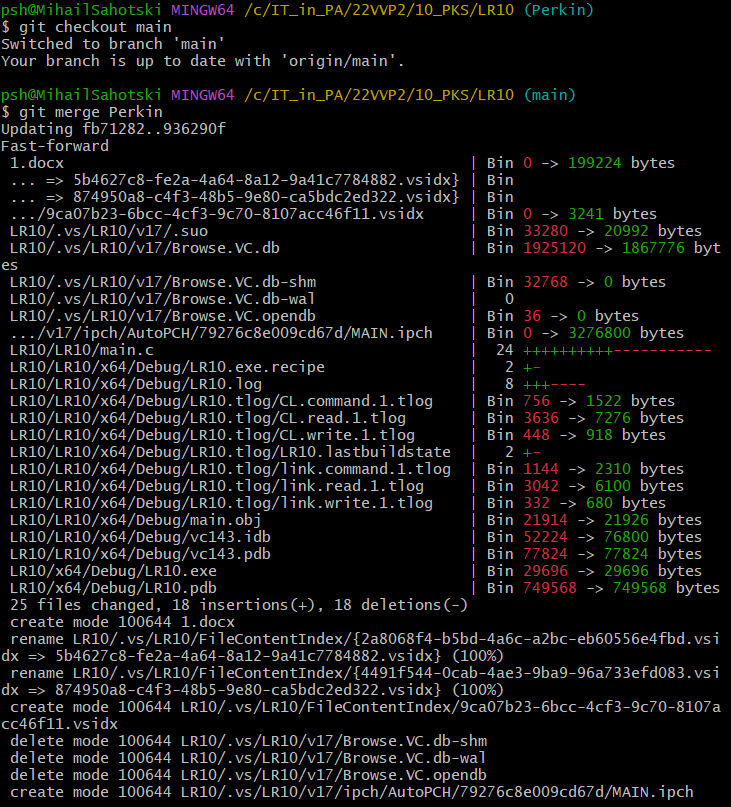 psh@MihailSahotski MINGW64 /c/IT_in_PA/22VVP2/10_PKS/LR10 (Perkin)
$ git checkout main
Switched to branch 'main'
Your branch is up to date with 'origin/main'.

psh@MihailSahotski MINGW64 /c/IT_in_PA/22VVP2/10_PKS/LR10 (main)
$ git merge Perkin
Updating fb71282..936290f
Fast-forward
 1.docx                                             | Bin 0 -> 199224 bytes
 ... => 5b4627c8-fe2a-4a64-8a12-9a41c7784882.vsidx} | Bin
 ... => 874950a8-c4f3-48b5-9e80-ca5bdc2ed322.vsidx} | Bin
 .../9ca07b23-6bcc-4cf3-9c70-8107acc46f11.vsidx     | Bin 0 -> 3241 bytes
 LR10/.vs/LR10/v17/.suo                             | Bin 33280 -> 20992 bytes
 LR10/.vs/LR10/v17/Browse.VC.db                     | Bin 1925120 -> 1867776 byt
es
 LR10/.vs/LR10/v17/Browse.VC.db-shm                 | Bin 32768 -> 0 bytes
 LR10/.vs/LR10/v17/Browse.VC.db-wal                 |   0
 LR10/.vs/LR10/v17/Browse.VC.opendb                 | Bin 36 -> 0 bytes
 .../v17/ipch/AutoPCH/79276c8e009cd67d/MAIN.ipch    | Bin 0 -> 3276800 bytes
 LR10/LR10/main.c                                   |  24 ++++++++++-----------
 LR10/LR10/x64/Debug/LR10.exe.recipe                |   2 +-
 LR10/LR10/x64/Debug/LR10.log                       |   8 +++----
 LR10/LR10/x64/Debug/LR10.tlog/CL.command.1.tlog    | Bin 756 -> 1522 bytes
 LR10/LR10/x64/Debug/LR10.tlog/CL.read.1.tlog       | Bin 3636 -> 7276 bytes
 LR10/LR10/x64/Debug/LR10.tlog/CL.write.1.tlog      | Bin 448 -> 918 bytes
 LR10/LR10/x64/Debug/LR10.tlog/LR10.lastbuildstate  |   2 +-
 LR10/LR10/x64/Debug/LR10.tlog/link.command.1.tlog  | Bin 1144 -> 2310 bytes
 LR10/LR10/x64/Debug/LR10.tlog/link.read.1.tlog     | Bin 3042 -> 6100 bytes
 LR10/LR10/x64/Debug/LR10.tlog/link.write.1.tlog    | Bin 332 -> 680 bytes
 LR10/LR10/x64/Debug/main.obj                       | Bin 21914 -> 21926 bytes
 LR10/LR10/x64/Debug/vc143.idb                      | Bin 52224 -> 76800 bytes
 LR10/LR10/x64/Debug/vc143.pdb                      | Bin 77824 -> 77824 bytes
 LR10/x64/Debug/LR10.exe                            | Bin 29696 -> 29696 bytes
 LR10/x64/Debug/LR10.pdb                            | Bin 749568 -> 749568 bytes
 25 files changed, 18 insertions(+), 18 deletions(-)
 create mode 100644 1.docx
 rename LR10/.vs/LR10/FileContentIndex/{2a8068f4-b5bd-4a6c-a2bc-eb60556e4fbd.vsi
dx => 5b4627c8-fe2a-4a64-8a12-9a41c7784882.vsidx} (100%)
 rename LR10/.vs/LR10/FileContentIndex/{4491f544-0cab-4ae3-9ba9-96a733efd083.vsi
dx => 874950a8-c4f3-48b5-9e80-ca5bdc2ed322.vsidx} (100%)
 create mode 100644 LR10/.vs/LR10/FileContentIndex/9ca07b23-6bcc-4cf3-9c70-8107a
cc46f11.vsidx
 delete mode 100644 LR10/.vs/LR10/v17/Browse.VC.db-shm
 delete mode 100644 LR10/.vs/LR10/v17/Browse.VC.db-wal
 delete mode 100644 LR10/.vs/LR10/v17/Browse.VC.opendb
 create mode 100644 LR10/.vs/LR10/v17/ipch/AutoPCH/79276c8e009cd67d/MAIN.ipch